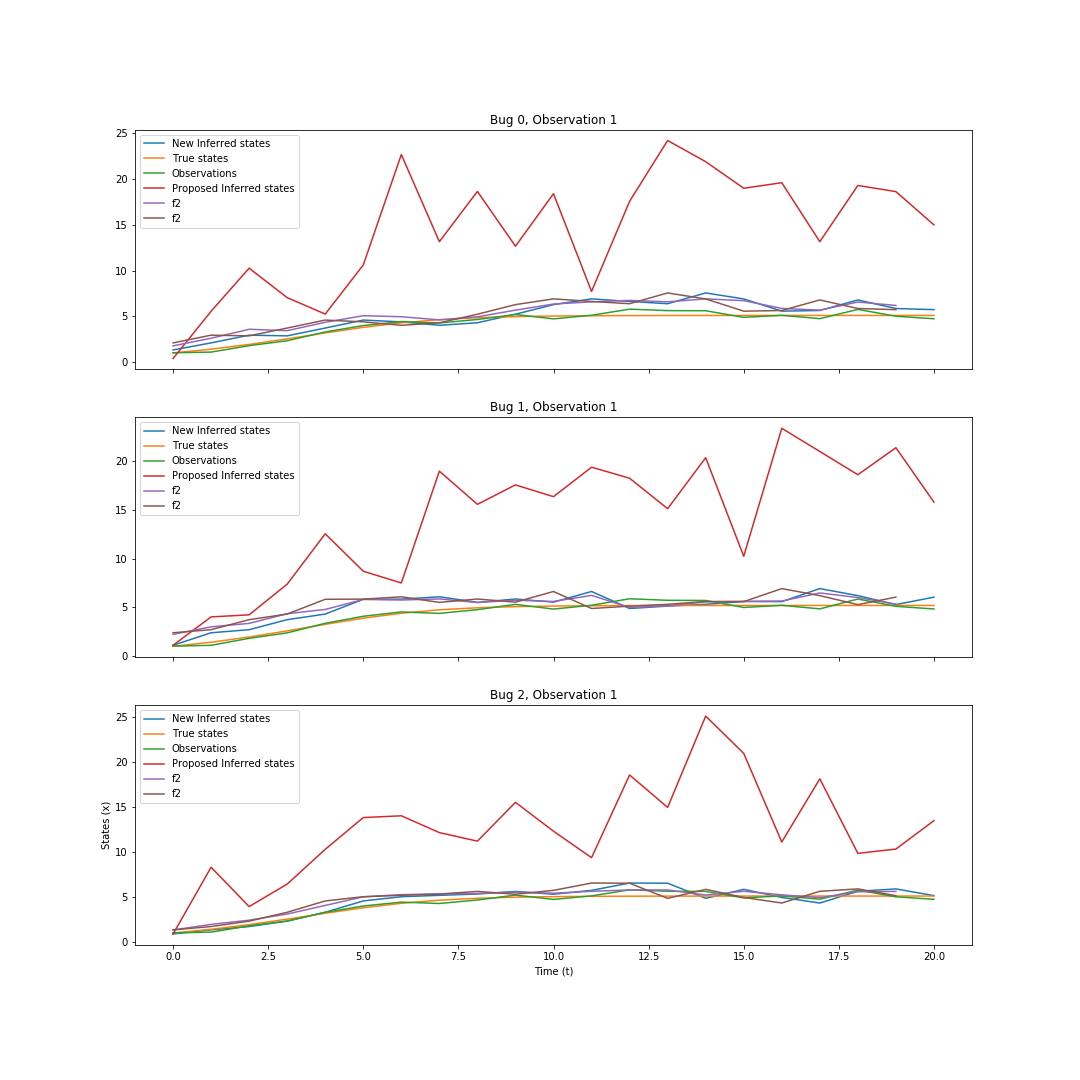 Bug 0, Observation 1
25
20
15
10
5
0
New Inferred states
True states
Observations
Proposed Inferred states
f2
f2
Bug 1, Observation 1
20
15
10
5
0
New Inferred states
True states
Observations
Proposed Inferred states
f2
f2
Bug 2, Observation 1
States (x)
25
20
15
10
5
0
New Inferred states
True states
Observations
Proposed Inferred states
f2
f2
0.0 2.5 5.0 7.5 10.0 12.5 15.0 17.5 20.0
Time (t)